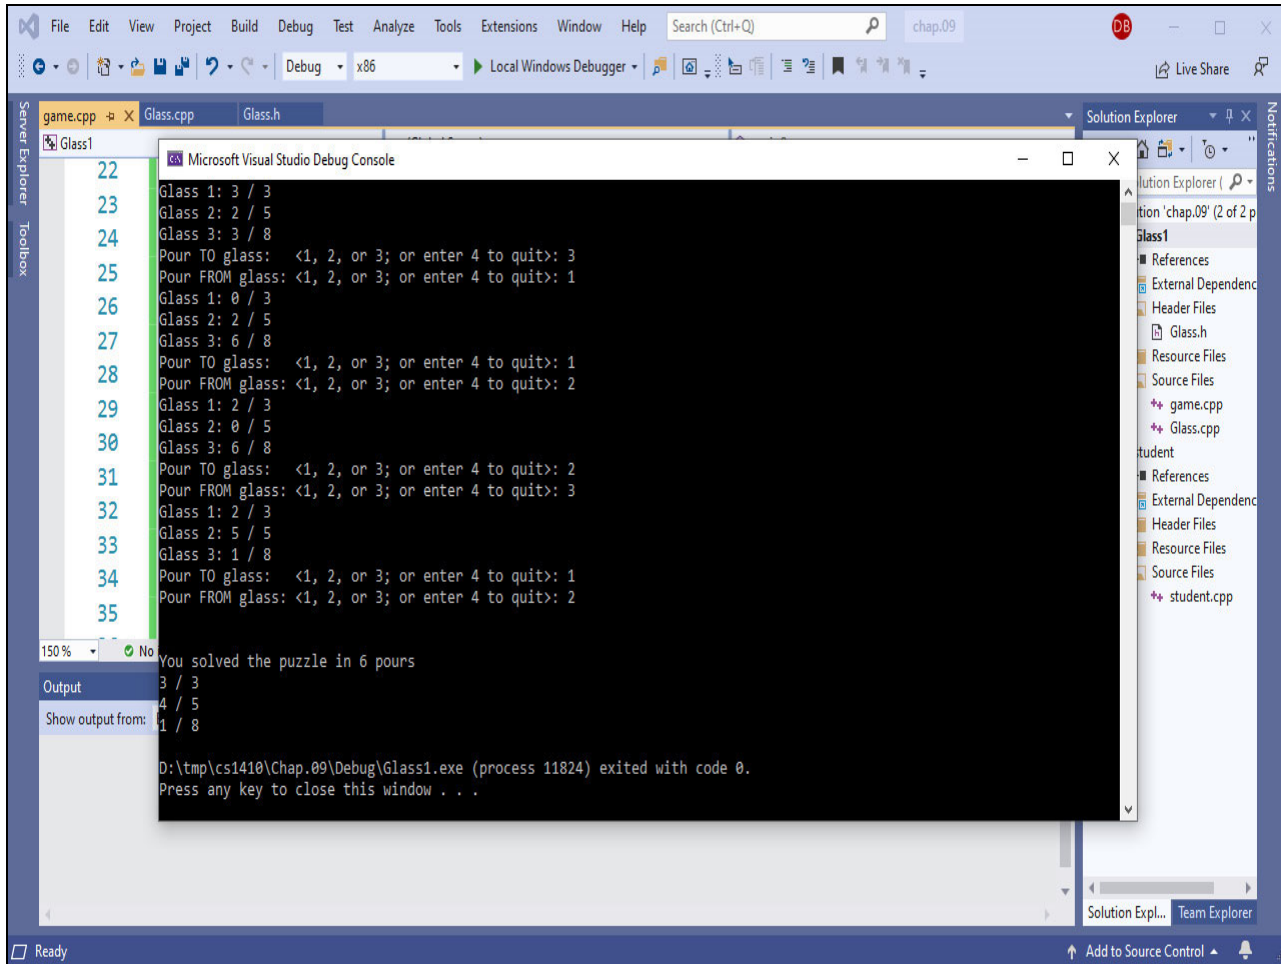 File Edit View Project Build Debug Test Analyze Tools Extensions Window Help Search (Ctrl+Q) chap.09 DB
Debug x86 Local Windows Debugger Live Share
Server Explorer
Toolbox
game.cpp Glass.cpp Glass.h
Glass1
22
23
24
25
26
27
28
29
30
31
32
33
34
35
150 % No
Microsoft Visual Studio Debug Console
Glass 1: 3 / 3
Glass 2: 2 / 5
Glass 3: 3 / 8
Pour TO glass:   <1, 2, or 3; or enter 4 to quit>: 3
Pour FROM glass: <1, 2, or 3; or enter 4 to quit>: 1
Glass 1: 0 / 3
Glass 2: 2 / 5
Glass 3: 6 / 8
Pour TO glass:   <1, 2, or 3; or enter 4 to quit>: 1
Pour FROM glass: <1, 2, or 3; or enter 4 to quit>: 2
Glass 1: 2 / 3
Glass 2: 0 / 5
Glass 3: 6 / 8
Pour TO glass:   <1, 2, or 3; or enter 4 to quit>: 2
Pour FROM glass: <1, 2, or 3; or enter 4 to quit>: 3
Glass 1: 2 / 3
Glass 2: 5 / 5
Glass 3: 1 / 8
Pour TO glass:   <1, 2, or 3; or enter 4 to quit>: 1
Pour FROM glass: <1, 2, or 3; or enter 4 to quit>: 2
You solved the puzzle in 6 pours
3 / 3
4 / 5
1 / 8
D:\tmp\cs1410\Chap.09\Debug\Glass1.exe (process 11824) exited with code 0.
Press any key to close this window . . .
Output
Show output from:
Solution Explorer
lution Explorer (
tion 'chap.09' (2 of 2 p
Glass1
References
External Dependenc
Header Files
Glass.h
Resource Files
Source Files
game.cpp
Glass.cpp
student
References
External Dependenc
Header Files
Resource Files
Source Files
student.cpp
Solution Expl... Team Explorer
Notifications
Ready Add to Source Control